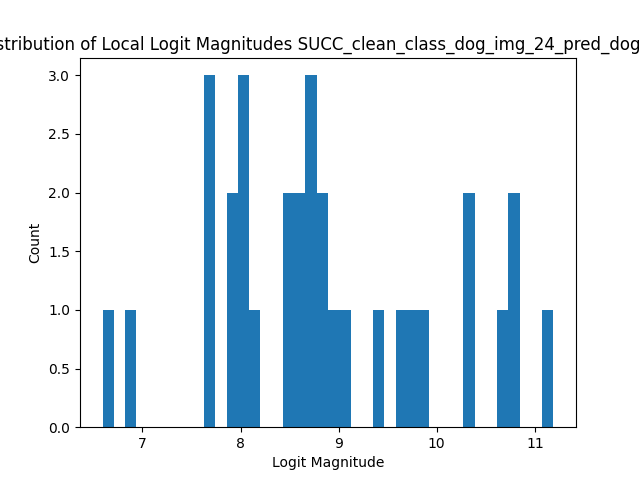 stribution of Local Logit Magnitudes SUCC_clean_class_dog_img_24_pred_dog
3.0
2.5
2.0
1.5
1.0
0.5
0.0
Count
7 8 9 10 11
Logit Magnitude